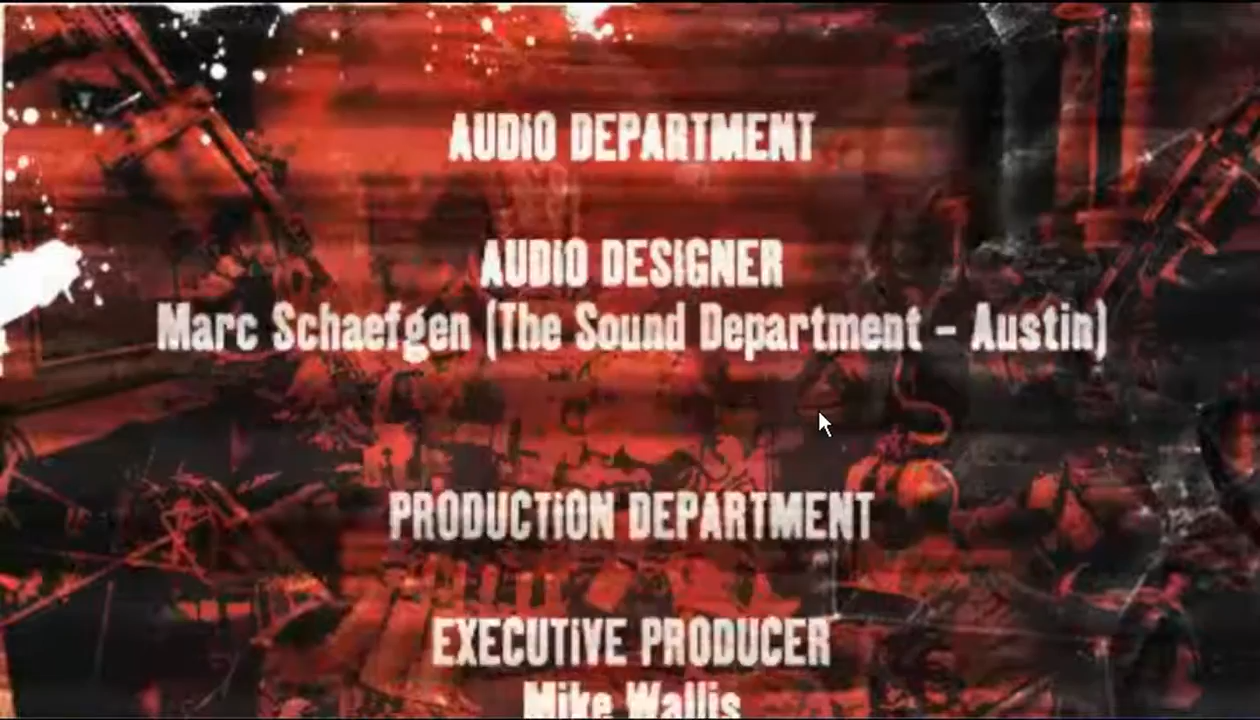 AUDiO DEPARTMENT
AUDiO DESiGNER
Marc Schaefgen (The Sound Department - Austin)
PRODUCTiON DEPARTMENT
EXECUTiVE PRODUCER
Mike Wallis